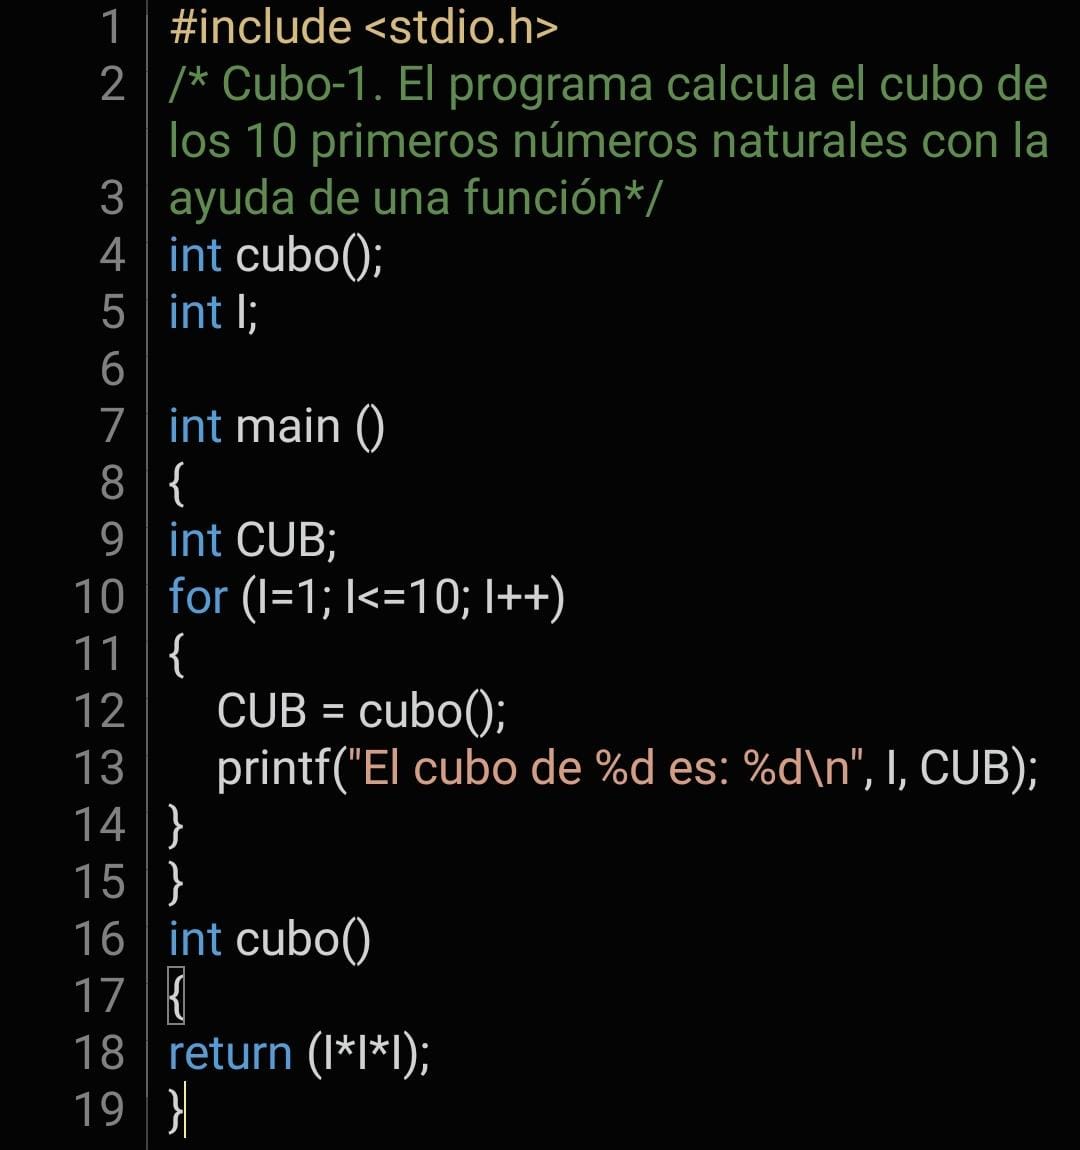 1 #include <stdio.h>
2 /* Cubo-1. El programa calcula el cubo de
los 10 primeros números naturales con la
3 ayuda de una función*/
4 int cubo();
5 int I;
6
7 int main ()
8 {
9 int CUB;
10 for (I=1; I<=10; I++)
11 {
12 CUB = cubo();
13 printf("El cubo de %d es: %d\n", I, CUB);
14 }
15 }
16 int cubo()
17 {
18 return (I*I*I);
19 }